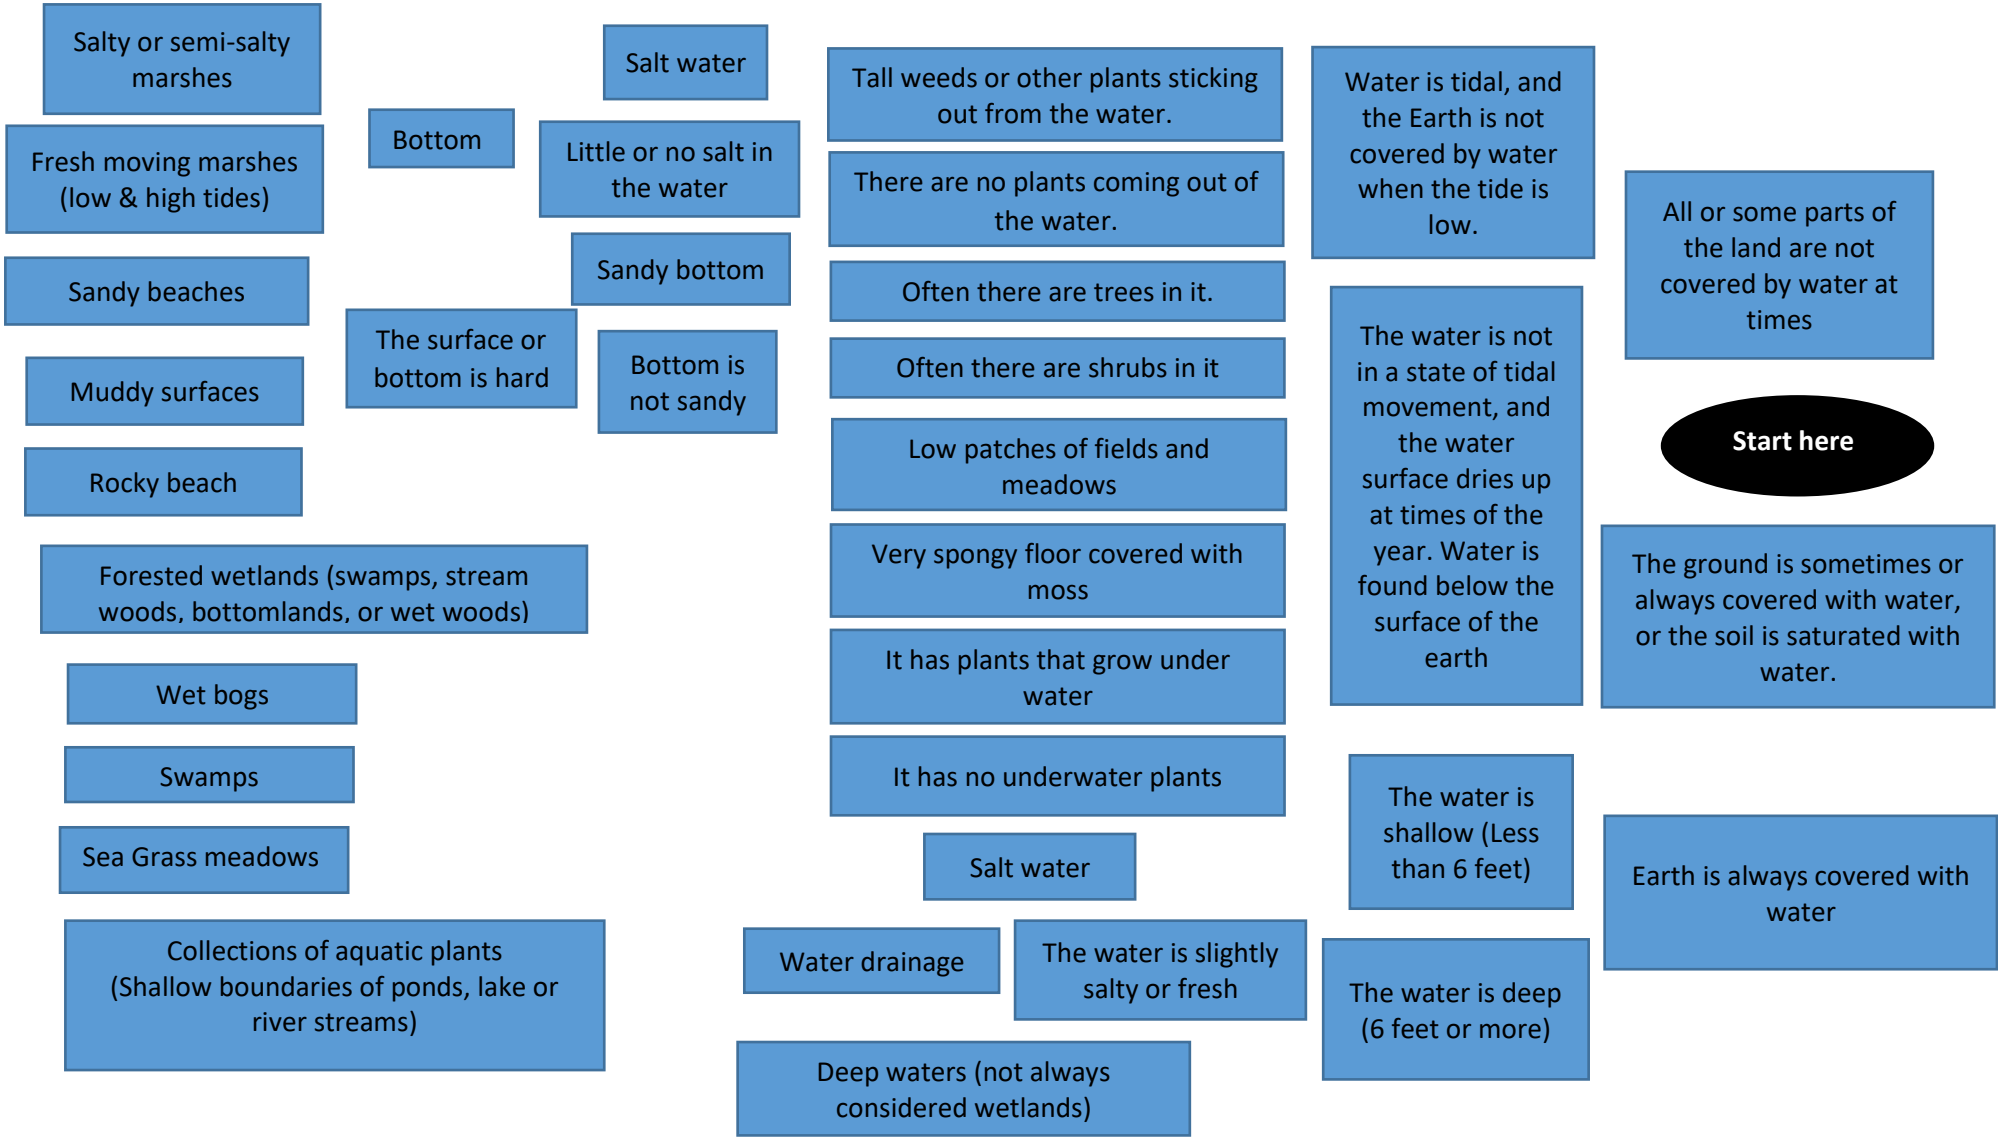 Salty or semi-salty
marshes
Fresh moving marshes
(low & high tides)
Sandy beaches
Muddy surfaces
Rocky beach
Forested wetlands (swamps, stream
woods, bottomlands, or wet woods)
Wet bogs
Swamps
Sea Grass meadows
Collections of aquatic plants
(Shallow boundaries of ponds, lake or
river streams)
Bottom
The surface or
bottom is hard
Salt water
Little or no salt in
the water
Sandy bottom
Bottom is
not sandy
Tall weeds or other plants sticking
out from the water.
There are no plants coming out of
the water.
Often there are trees in it.
Often there are shrubs in it
Low patches of fields and
meadows
Very spongy floor covered with
moss
It has plants that grow under
water
It has no underwater plants
Salt water
Water drainage
The water is slightly
salty or fresh
Deep waters (not always
considered wetlands)
Water is tidal, and
the Earth is not
covered by water
when the tide is
low.
The water is not
in a state of tidal
movement, and
the water
surface dries up
at times of the
year. Water is
found below the
surface of the
earth
The water is
shallow (Less
than 6 feet)
The water is deep
(6 feet or more)
All or some parts of
the land are not
covered by water at
times
Start here
The ground is sometimes or
always covered with water,
or the soil is saturated with
water.
Earth is always covered with
water